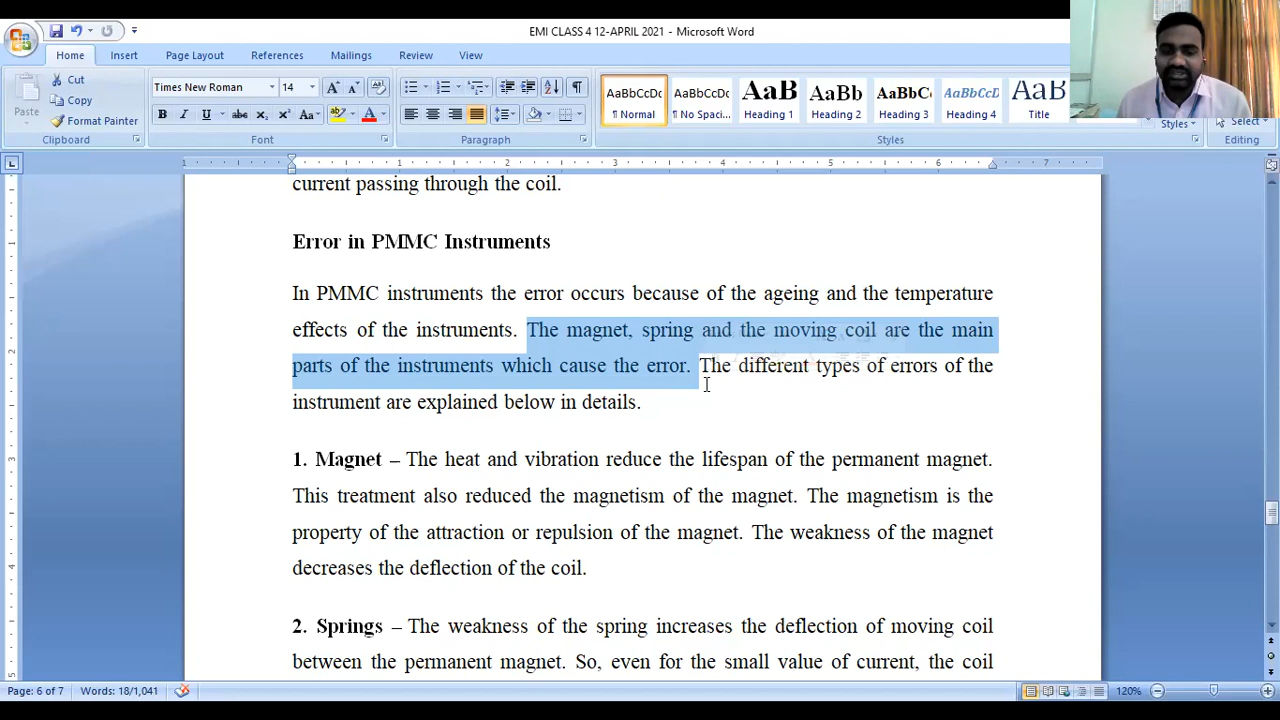 EMI CLASS 4 12-APRIL 2021 - Microsoft Word
Home Insert Page Layout References Mailings Review View
Cut
Copy
Format Painter
Paste
Clipboard
Times New Roman 14
Font
Paragraph
AaBbCcDc AaBbCcDc AaB AaBb AaBbC AaBbCcD AaB
¶ Normal ¶ No Spaci... Heading 1 Heading 2 Heading 3 Heading 4 Title
Styles
Styles
Select
Editing
current passing through the coil.
Error in PMMC Instruments
In PMMC instruments the error occurs because of the ageing and the temperature
effects of the instruments. The magnet, spring and the moving coil are the main
parts of the instruments which cause the error. The different types of errors of the
instrument are explained below in details.
1. Magnet – The heat and vibration reduce the lifespan of the permanent magnet.
This treatment also reduced the magnetism of the magnet. The magnetism is the
property of the attraction or repulsion of the magnet. The weakness of the magnet
decreases the deflection of the coil.
2. Springs – The weakness of the spring increases the deflection of moving coil
between the permanent magnet. So, even for the small value of current, the coil
Page: 6 of 7 Words: 18/1,041 120%